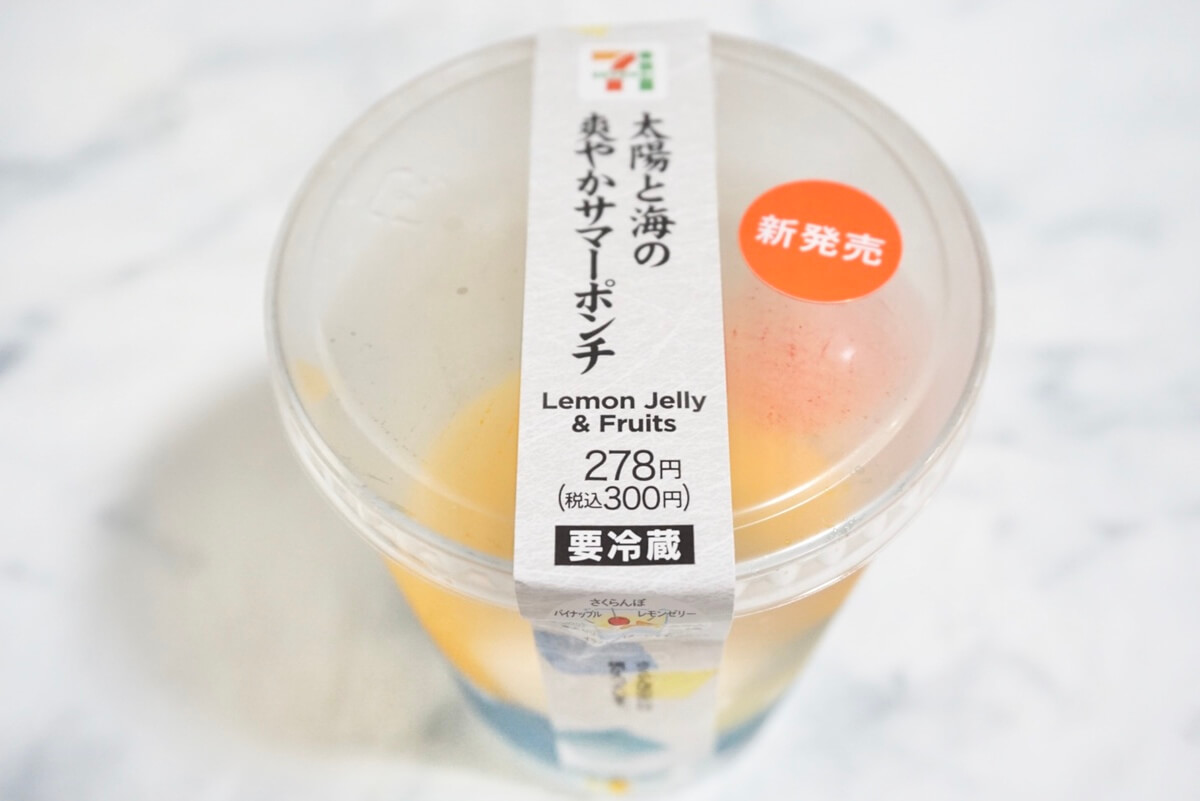 太陽と海の
爽やかサマーポンチ
新発売
Lemon Jelly
& Fruits
278円
(税込300円)
要冷蔵
さくらんぼ
パイナップル
レモンゼリー